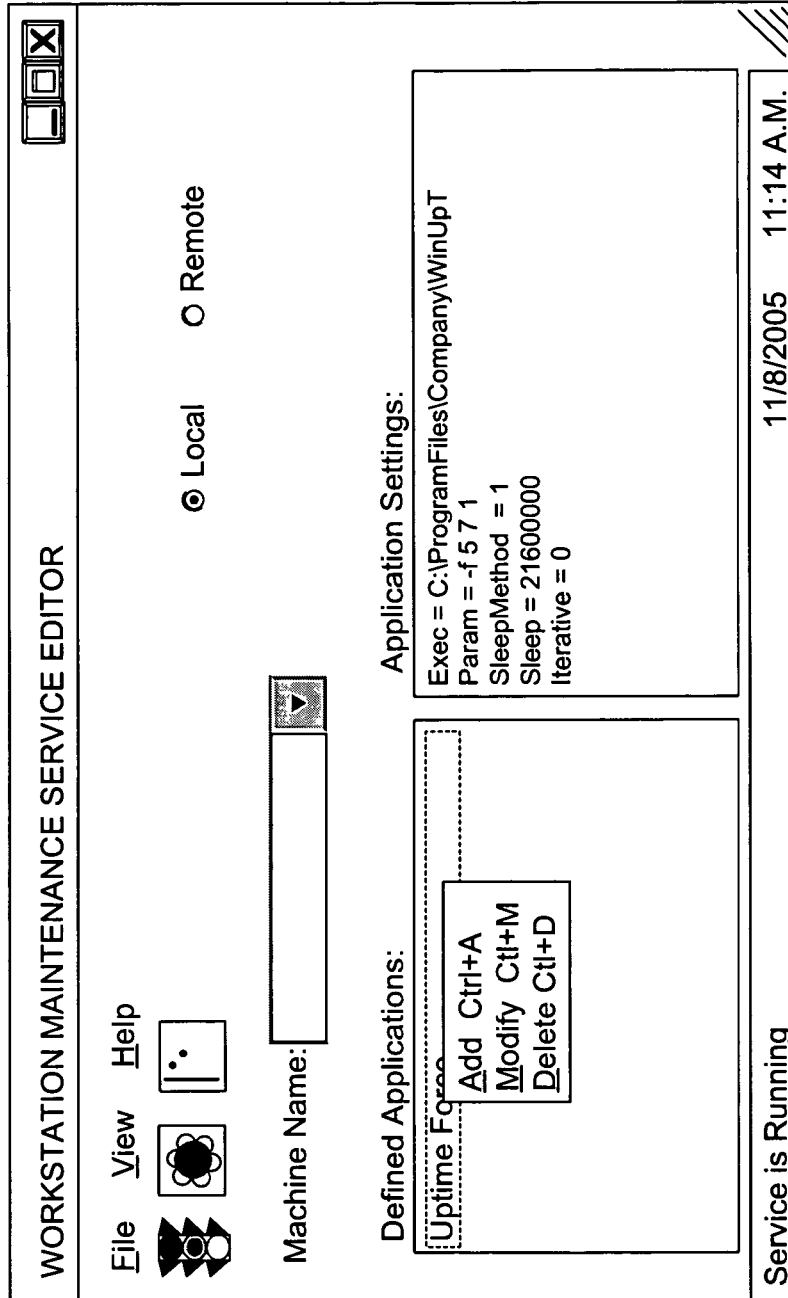 WORKSTATION MAINTENANCE SERVICE EDITOR
File View Help
Local Remote
Machine Name:
Defined Applications:
Uptime
Add Ctrl+A
Modify Ctl+M
Delete Ctl+D
Application Settings:
Exec = C:\ProgramFiles\Company\WinUpT
Param = -f 5 7 1
SleepMethod = 1
Sleep = 21600000
Iterative = 0
Service is Running 11/8/2005 11:14 A.M.